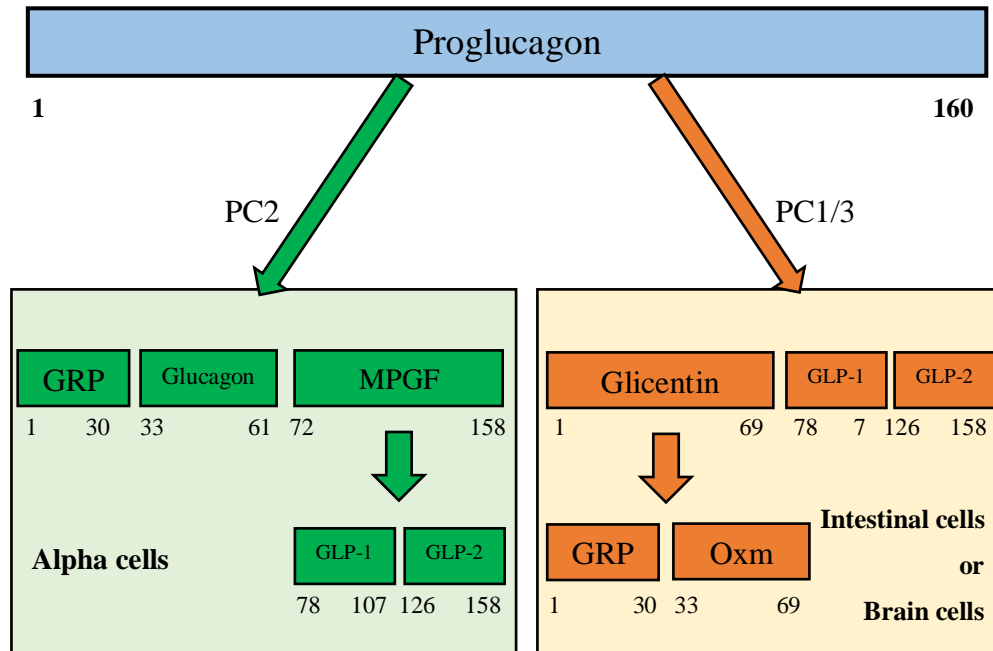 Proglucagon
1 160
PC2 PC1/3
GRP Glucagon MPGF Glicentin GLP-1 GLP-2
1 30 33 61 72 158 1 69 78 7 126 158
Intestinal cells
Alpha cells GLP-1 GLP-2 GRP Oxm or
78 107 126 158 1 30 33 69 Brain cells